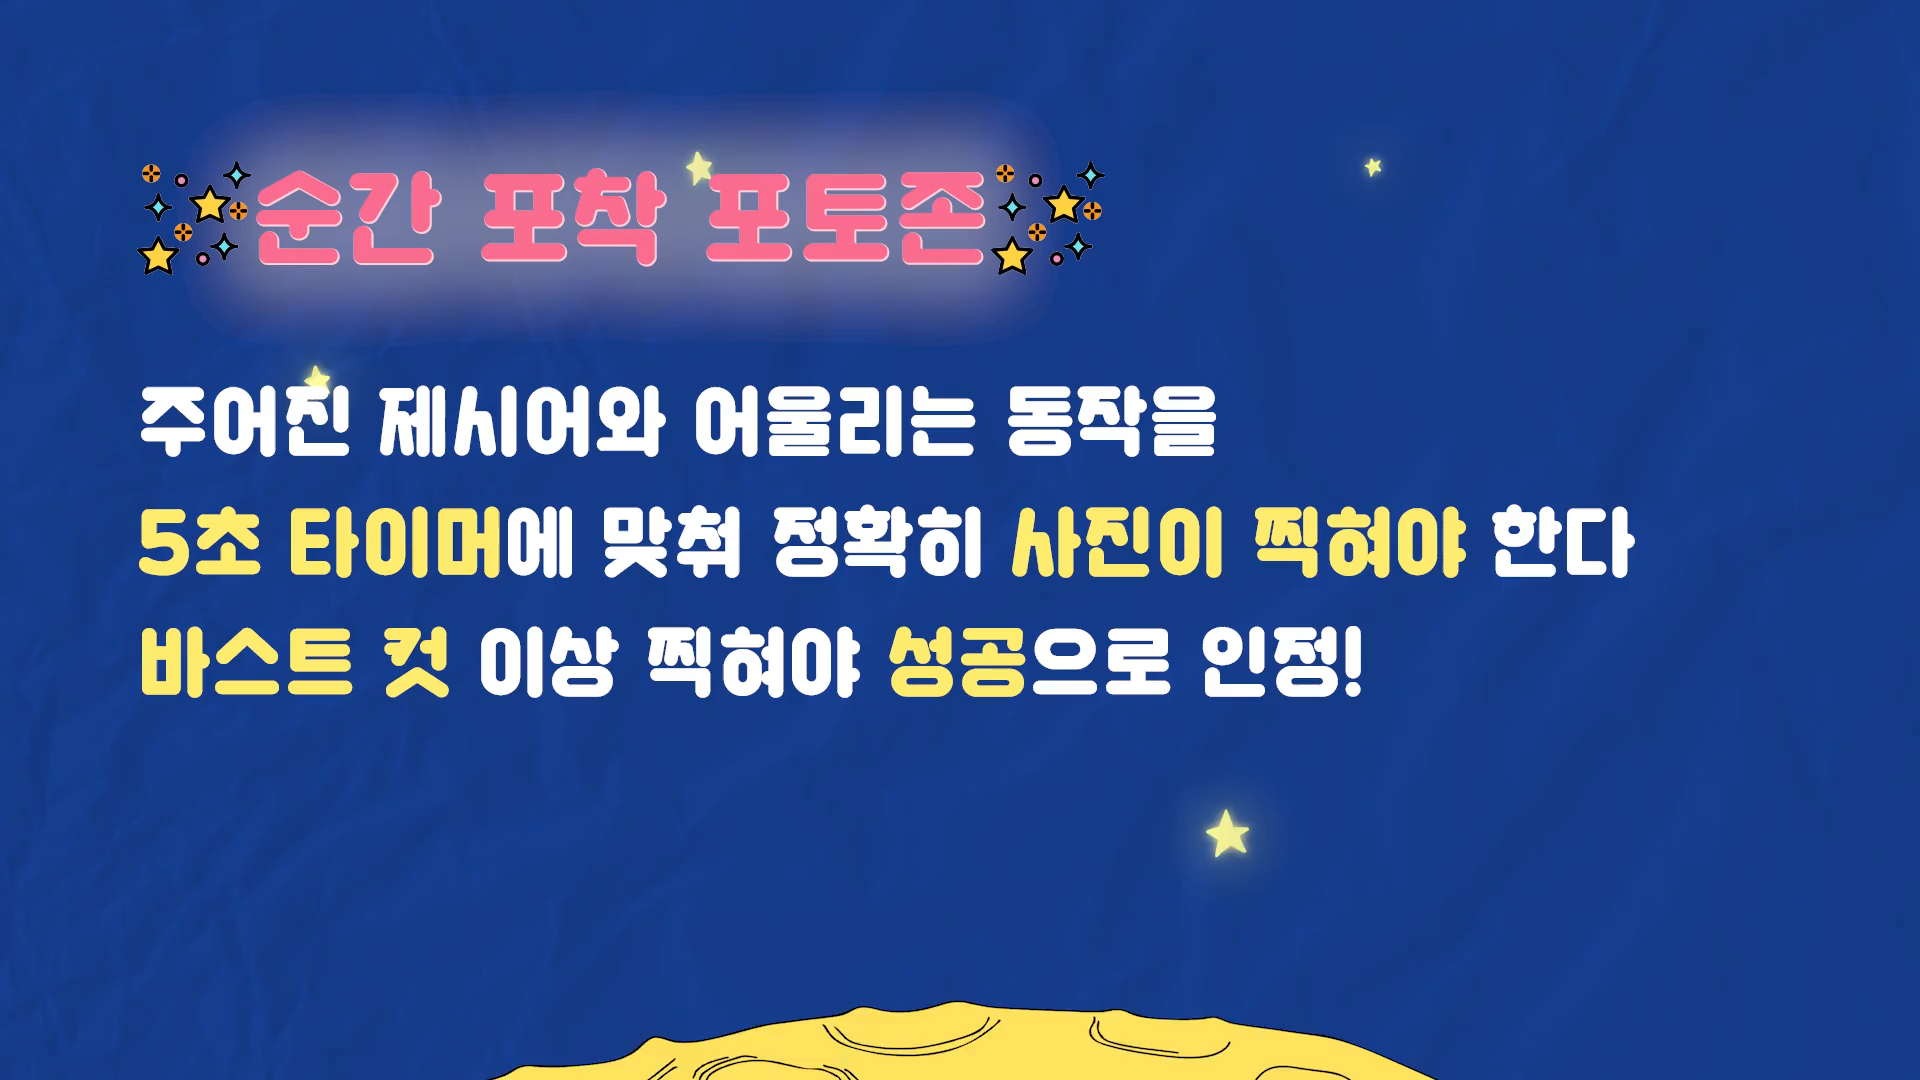 순간 포착 포토존
주어진 제시어와 어울리는 동작을
5초 타이머에 맞춰 정확히 사진이 찍혀야 한다
바스트 컷 이상 찍혀야 성공으로 인정!